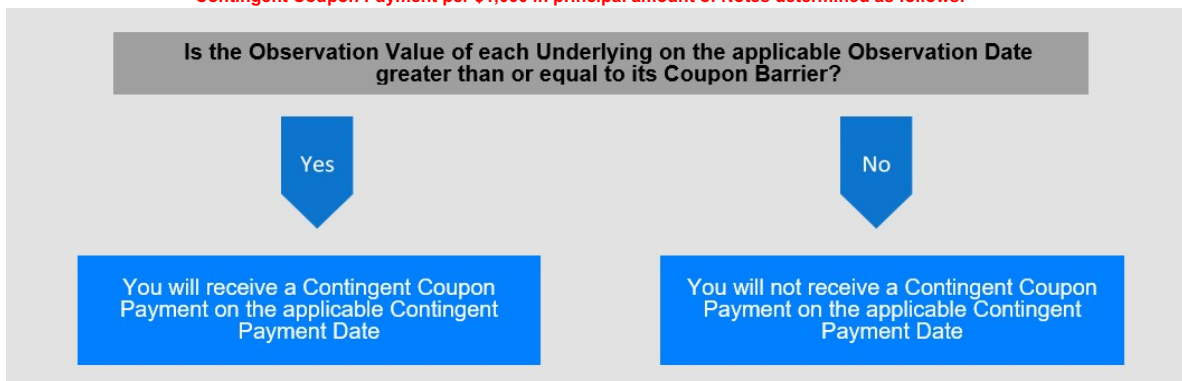 Contingent Coupon Payment per $1,000 in principal amount of Notes determined as follows:
Is the Observation Value of each Underlying on the applicable Observation Date
greater than or equal to its Coupon Barrier?
Yes
No
You will receive a Contingent Coupon
Payment on the applicable Contingent
Payment Date
You will not receive a Contingent Coupon
Payment on the applicable Contingent
Payment Date